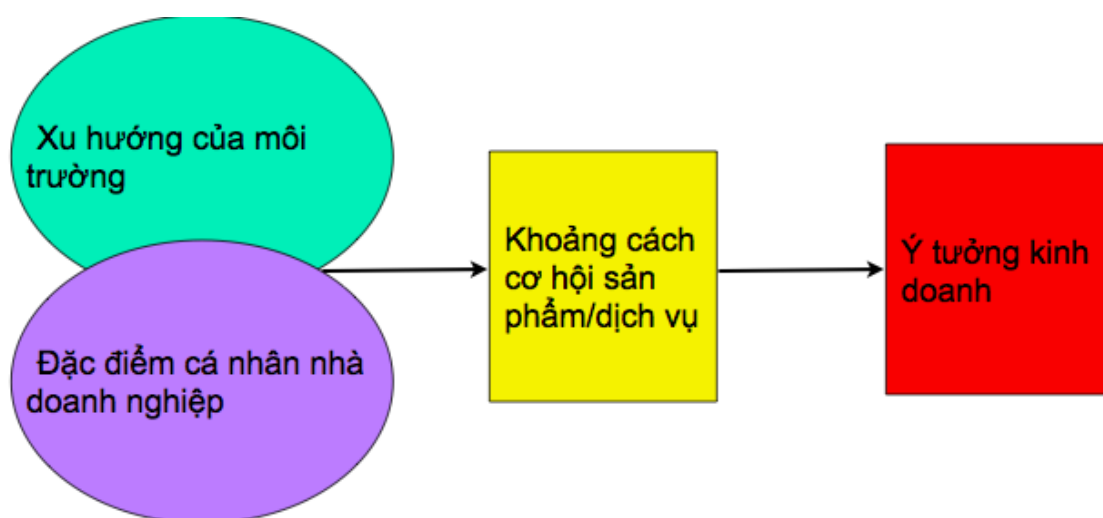 Xu hướng của môi
trường
Đặc điểm cá nhân nhà
doanh nghiệp
Khoảng cách
cơ hội sản
phẩm/dịch vụ
Ý tưởng kinh
doanh